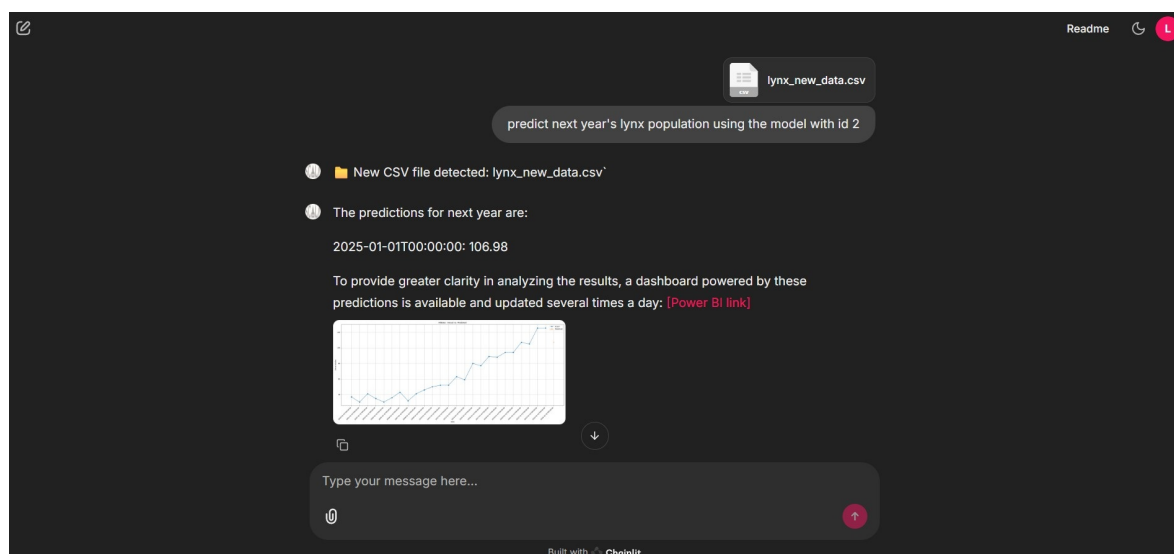 Readme
L
lynx_new_data.csv
csv
predict next year's lynx population using the model with id 2
New CSV file detected: lynx_new_data.csv`
The predictions for next year are:
2025-01-01T00:00:00: 106.98
To provide greater clarity in analyzing the results, a dashboard powered by these
predictions is available and updated several times a day: [Power BI link]
Type your message here...
Built with Chainlit